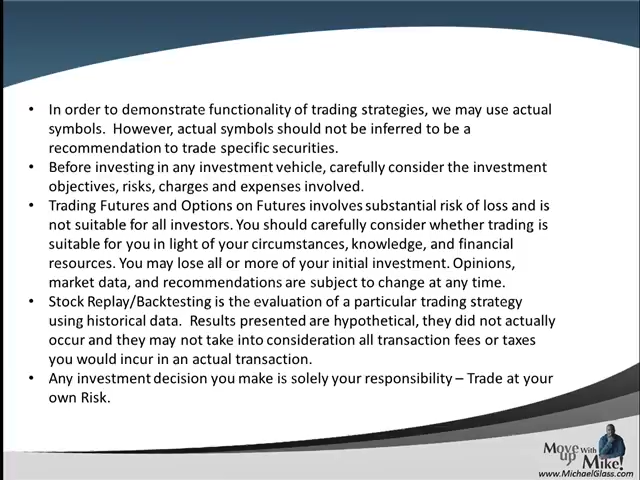 • In order to demonstrate functionality of trading strategies, we may use actual
symbols.  However, actual symbols should not be inferred to be a
recommendation to trade specific securities.
• Before investing in any investment vehicle, carefully consider the investment
objectives, risks, charges and expenses involved.
• Trading Futures and Options on Futures involves substantial risk of loss and is
not suitable for all investors. You should carefully consider whether trading is
suitable for you in light of your circumstances, knowledge, and financial
resources. You may lose all or more of your initial investment. Opinions,
market data, and recommendations are subject to change at any time.
• Stock Replay/Backtesting is the evaluation of a particular trading strategy
using historical data.  Results presented are hypothetical, they did not actually
occur and they may not take into consideration all transaction fees or taxes
you would incur in an actual transaction.
• Any investment decision you make is solely your responsibility – Trade at your
own Risk.
Move up With Mike!
www.MichaelGlass.com